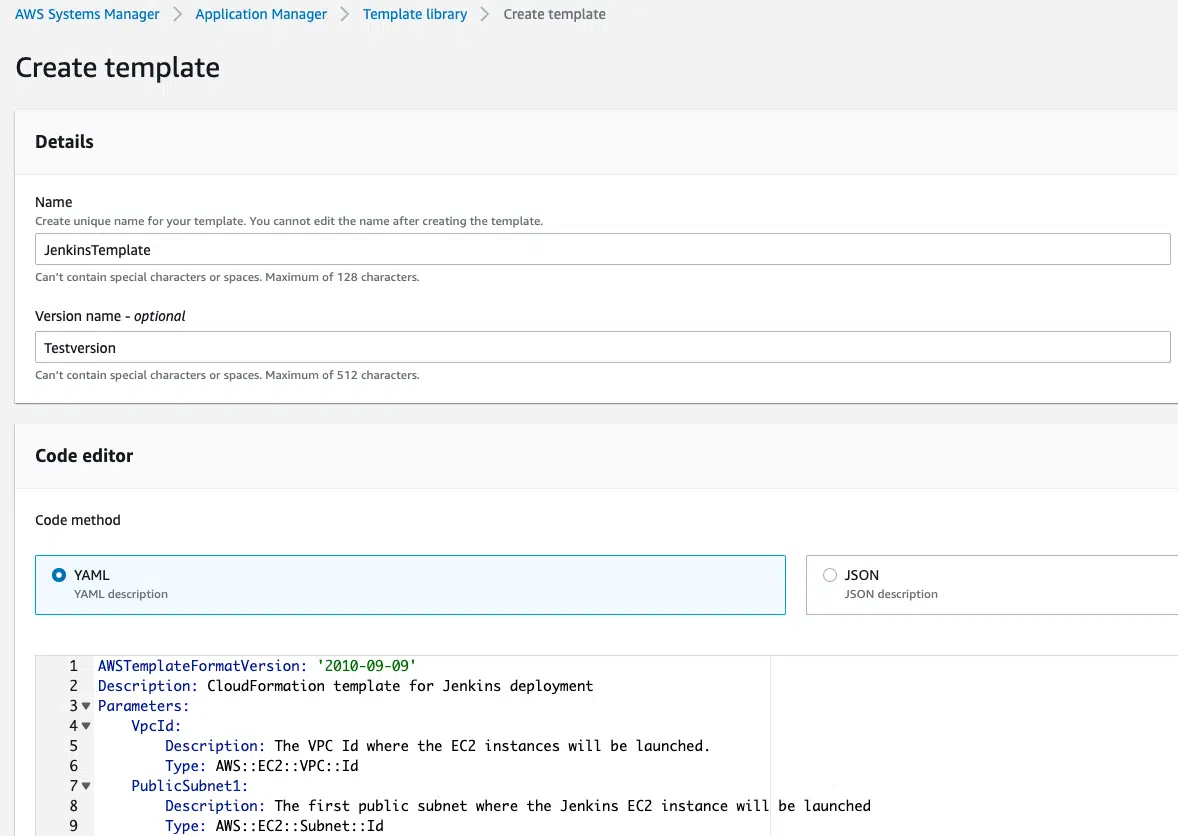 AWS Systems Manager > Application Manager > Template library > Create template
Create template
Details
Name
Create unique name for your template. You cannot edit the name after creating the template.
JenkinsTemplate
Can't contain special characters or spaces. Maximum of 128 characters.
Version name - optional
Testversion
Can't contain special characters or spaces. Maximum of 512 characters.
Code editor
Code method
YAML
YAML description
JSON
JSON description
1 AWSTemplateFormatVersion: '2010-09-09'
2 Description: CloudFormation template for Jenkins deployment
3 Parameters:
4 VpcId:
5 Description: The VPC Id where the EC2 instances will be launched.
6 Type: AWS::EC2::VPC::Id
7 PublicSubnet1:
8 Description: The first public subnet where the Jenkins EC2 instance will be launched
9 Type: AWS::EC2::Subnet::Id